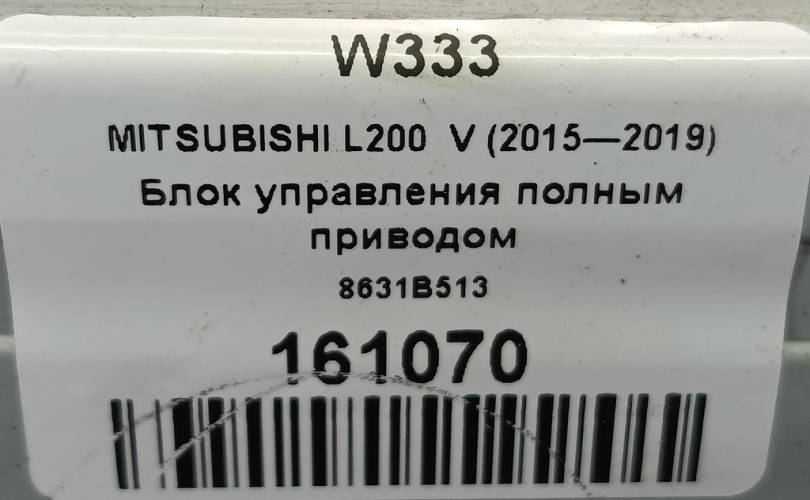 W333
MITSUBISHI L200 V (2015—2019)
Блок управления полным
приводом
8631B513
161070